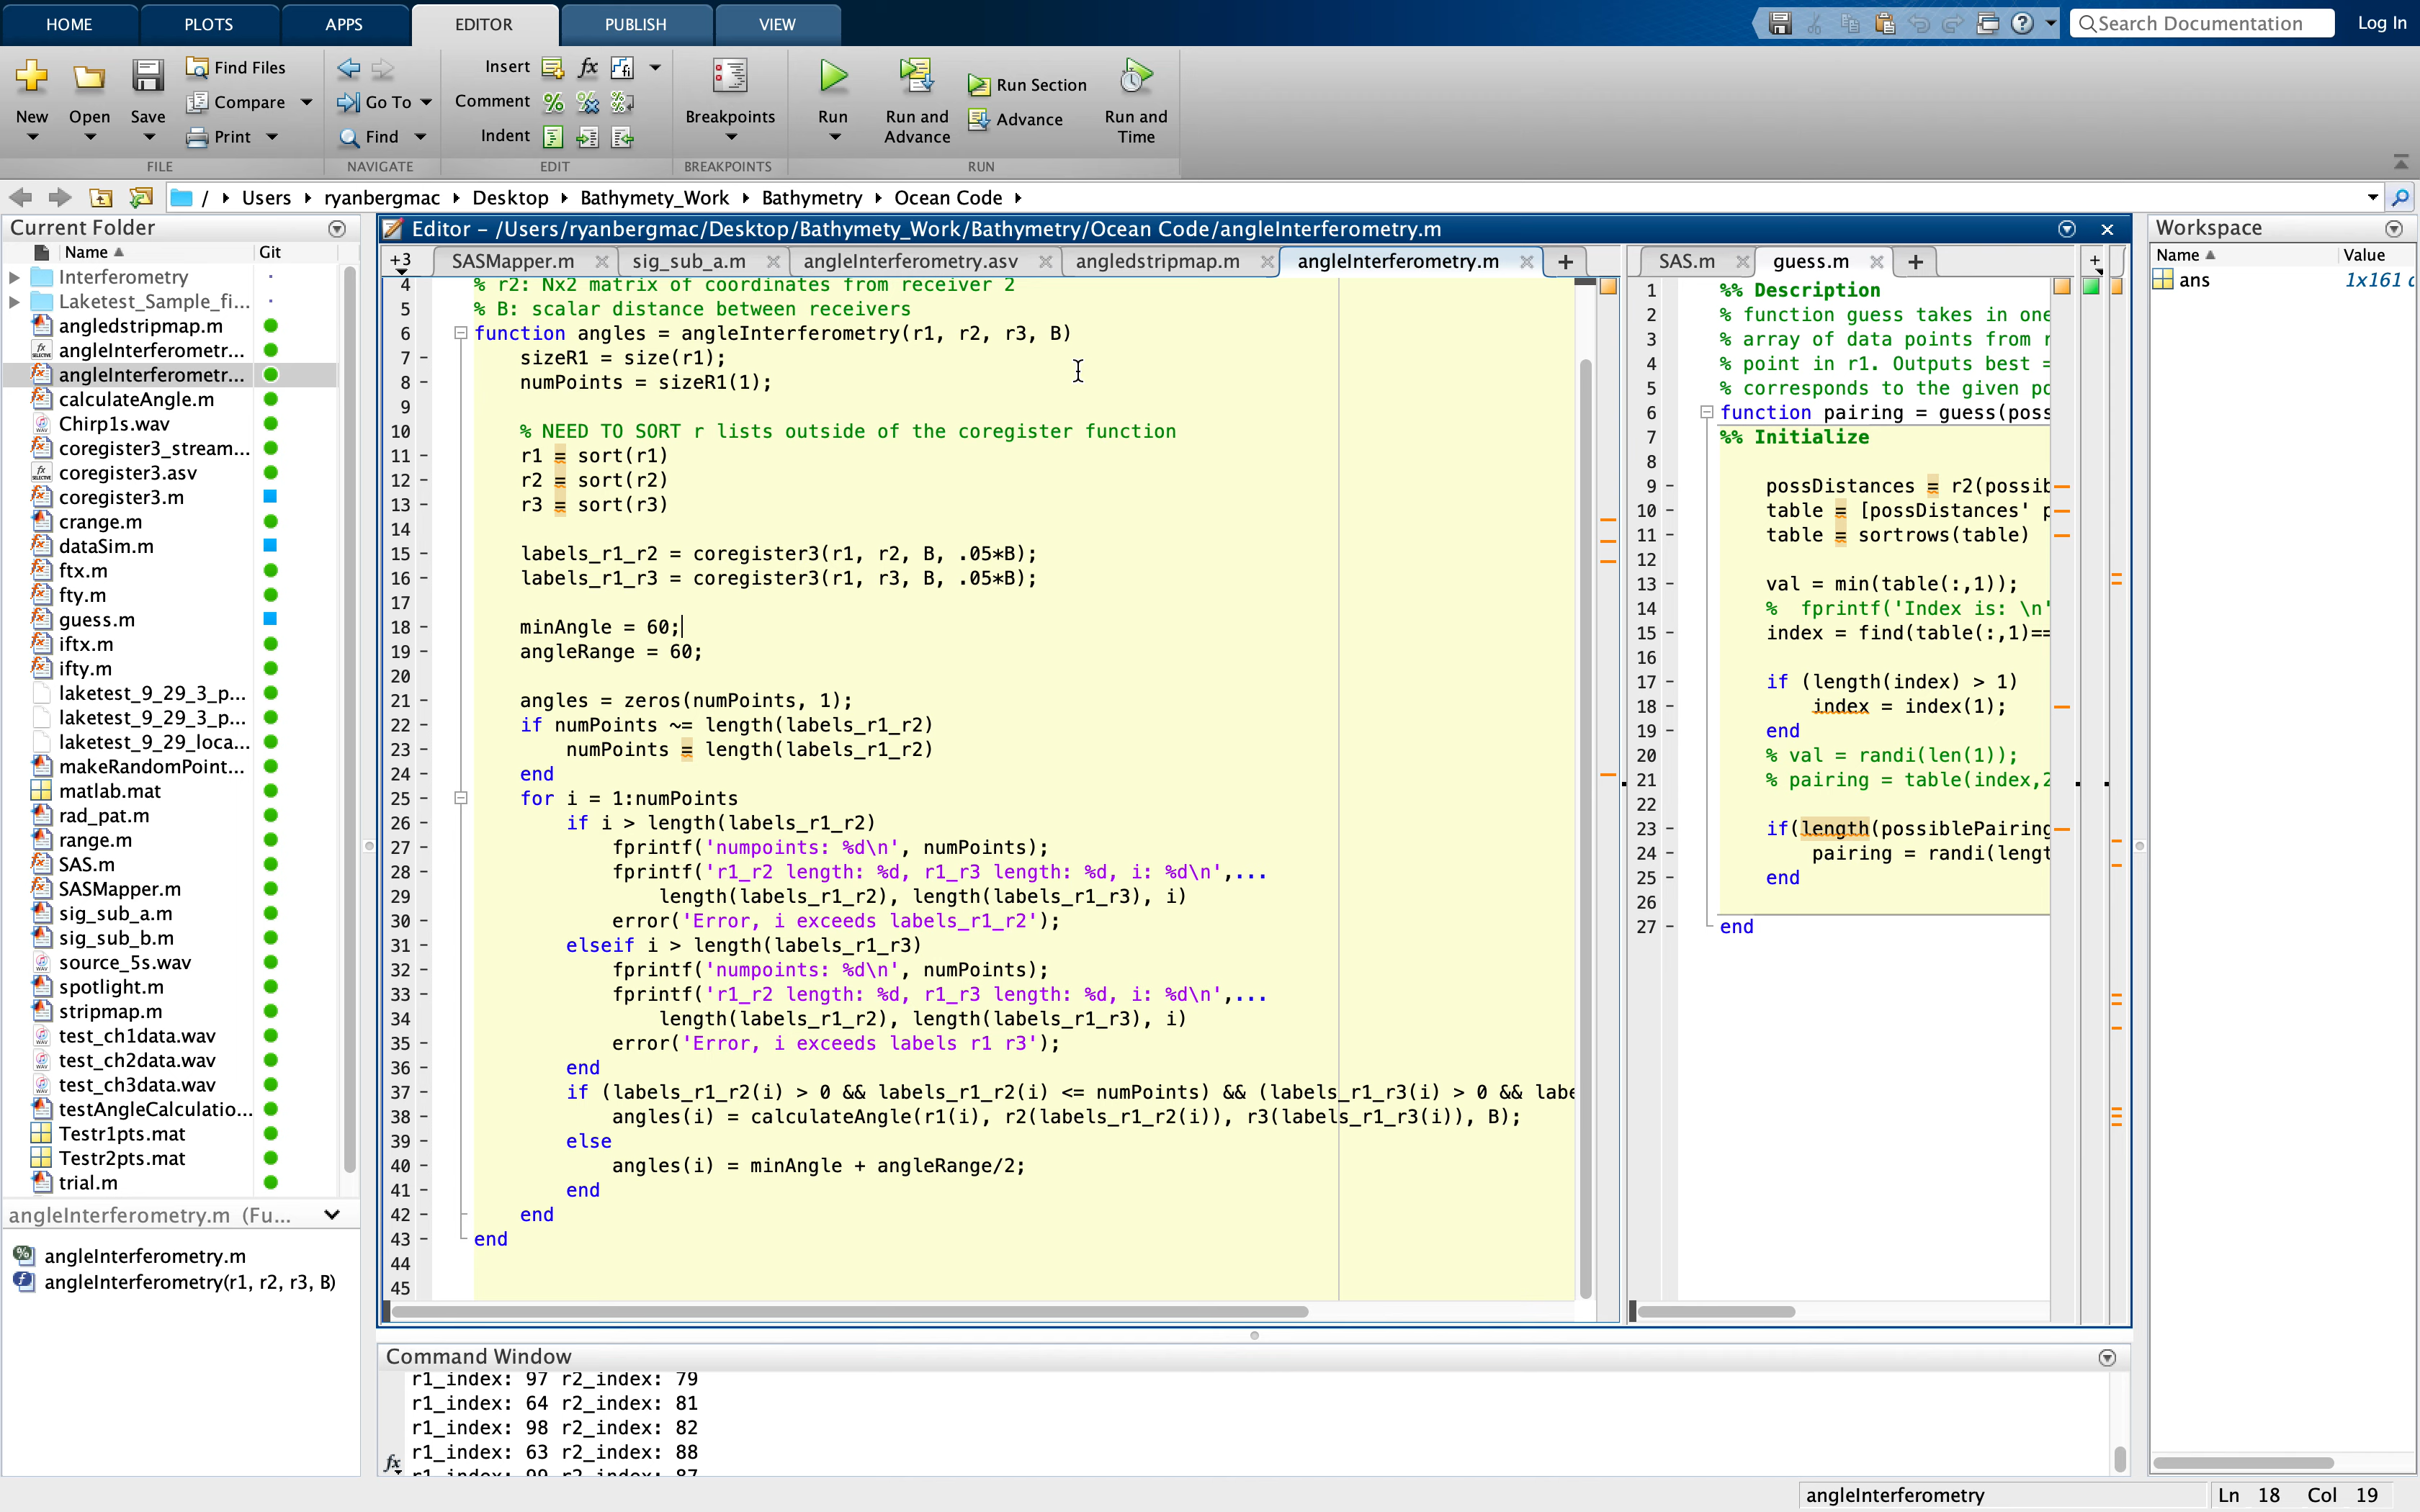 HOME PLOTS APPS EDITOR PUBLISH VIEW
Search Documentation Log In
New Open Save
Find Files
Compare
Print
Go To
Find
Insert
Comment
Indent
Breakpoints
Run
Run and Advance
Run Section
Advance
Run and Time
FILE NAVIGATE EDIT BREAKPOINTS RUN
/ Users ryanbergmac Desktop Bathymety_Work Bathymetry Ocean Code
Current Folder
Name Git
Interferometry
Laketest_Sample_fi...
angledstripmap.m
angleInterferometr...
angleInterferometr...
calculateAngle.m
Chirp1s.wav
coregister3_stream...
coregister3.asv
coregister3.m
crange.m
dataSim.m
ftx.m
fty.m
guess.m
iftx.m
ifty.m
laketest_9_29_3_p...
laketest_9_29_3_p...
laketest_9_29_loca...
makeRandomPoint...
matlab.mat
rad_pat.m
range.m
SAS.m
SASMapper.m
sig_sub_a.m
sig_sub_b.m
source_5s.wav
spotlight.m
stripmap.m
test_ch1data.wav
test_ch2data.wav
test_ch3data.wav
testAngleCalculatio...
Testr1pts.mat
Testr2pts.mat
trial.m
angleInterferometry.m (Fu...
angleInterferometry.m
angleInterferometry(r1, r2, r3, B)
Editor – /Users/ryanbergmac/Desktop/Bathymety_Work/Bathymetry/Ocean Code/angleInterferometry.m
+3 SASMapper.m sig_sub_a.m angleInterferometry.asv angledstripmap.m angleInterferometry.m +
4 % r2: Nx2 matrix of coordinates from receiver 2
5 % B: scalar distance between receivers
6 function angles = angleInterferometry(r1, r2, r3, B)
7 – sizeR1 = size(r1);
8 – numPoints = sizeR1(1);
9
10 % NEED TO SORT r lists outside of the coregister function
11 – r1 = sort(r1)
12 – r2 = sort(r2)
13 – r3 = sort(r3)
14
15 – labels_r1_r2 = coregister3(r1, r2, B, .05*B);
16 – labels_r1_r3 = coregister3(r1, r3, B, .05*B);
17
18 – minAngle = 60;
19 – angleRange = 60;
20
21 – angles = zeros(numPoints, 1);
22 – if numPoints ~= length(labels_r1_r2)
23 – numPoints = length(labels_r1_r2)
24 – end
25 – for i = 1:numPoints
26 – if i > length(labels_r1_r2)
27 – fprintf('numpoints: %d\n', numPoints);
28 – fprintf('r1_r2 length: %d, r1_r3 length: %d, i: %d\n',...
29 length(labels_r1_r2), length(labels_r1_r3), i)
30 – error('Error, i exceeds labels_r1_r2');
31 – elseif i > length(labels_r1_r3)
32 – fprintf('numpoints: %d\n', numPoints);
33 – fprintf('r1_r2 length: %d, r1_r3 length: %d, i: %d\n',...
34 length(labels_r1_r2), length(labels_r1_r3), i)
35 – error('Error, i exceeds labels r1 r3');
36 – end
37 – if (labels_r1_r2(i) > 0 && labels_r1_r2(i) <= numPoints) && (labels_r1_r3(i) > 0 && labe
38 – angles(i) = calculateAngle(r1(i), r2(labels_r1_r2(i)), r3(labels_r1_r3(i)), B);
39 – else
40 – angles(i) = minAngle + angleRange/2;
41 – end
42 – end
43 – end
44
45
SAS.m guess.m +
1 %% Description
2 % function guess takes in one
3 % array of data points from r
4 % point in r1. Outputs best =
5 % corresponds to the given po
6 function pairing = guess(poss
7 %% Initialize
8
9 – possDistances = r2(possib
10 – table = [possDistances' p
11 – table = sortrows(table)
12
13 – val = min(table(:,1));
14 % fprintf('Index is: \n'
15 – index = find(table(:,1)==
16
17 – if (length(index) > 1)
18 – index = index(1);
19 – end
20 % val = randi(len(1));
21 % pairing = table(index,2
22
23 – if(length(possiblePairing
24 – pairing = randi(lengt
25 – end
26
27 – end
Workspace
Name Value
ans 1x161
Command Window
r1_index: 97 r2_index: 79
r1_index: 64 r2_index: 81
r1_index: 98 r2_index: 82
r1_index: 63 r2_index: 88
r1_index: 99 r2_index: 87
angleInterferometry Ln 18 Col 19